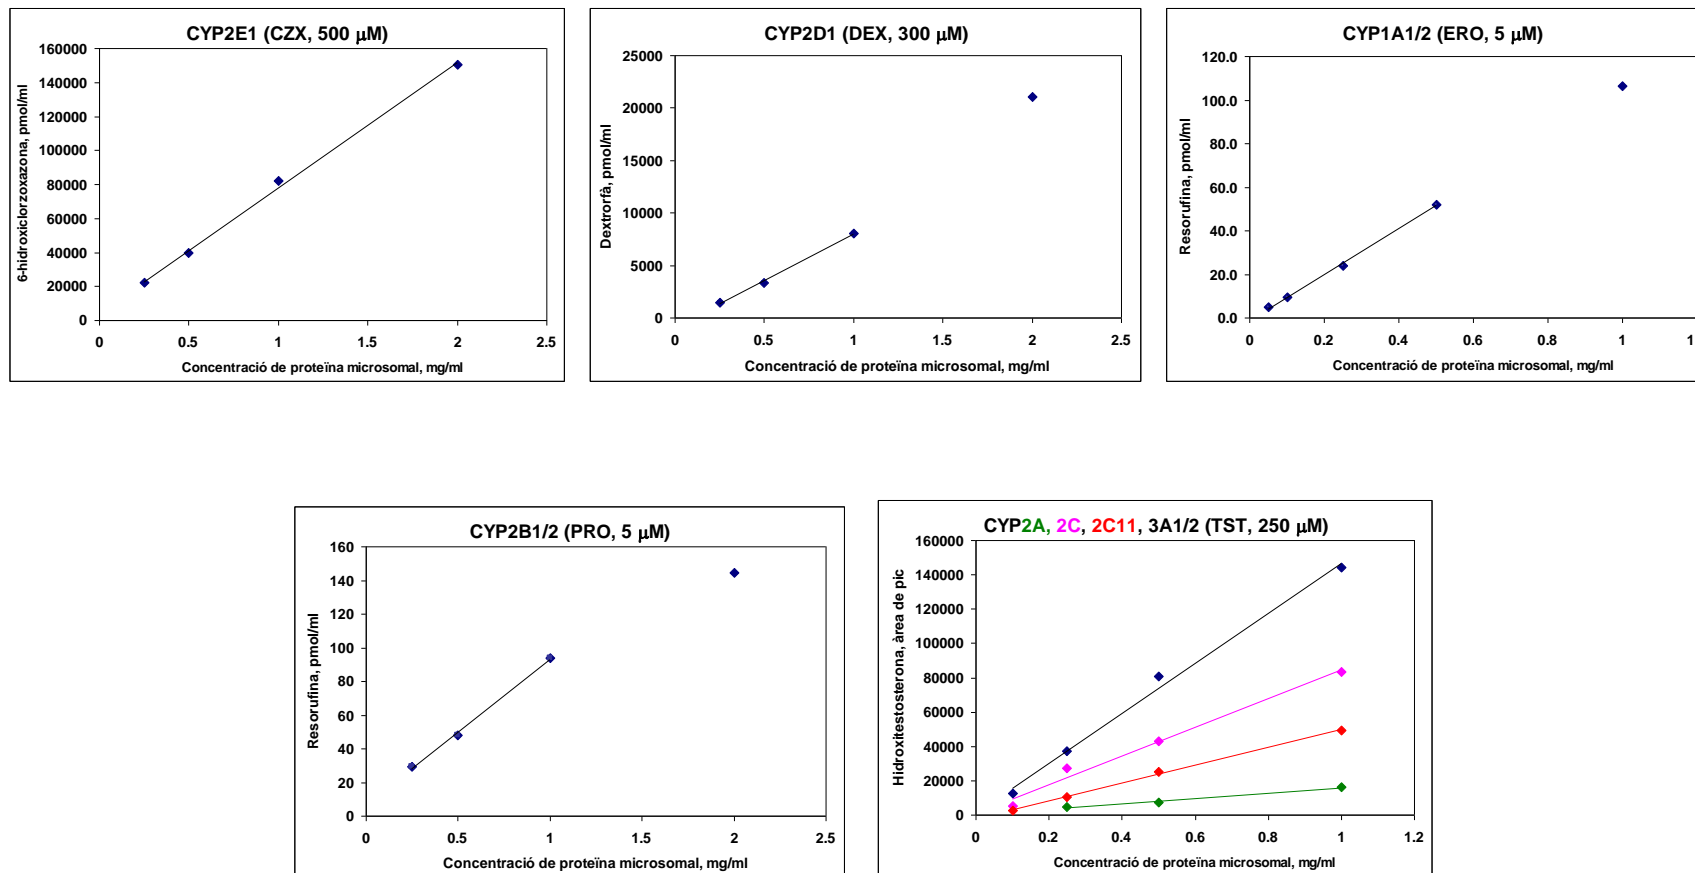 CYP2E1 (CZX, 500 µM)
160000
140000
120000
100000
80000
60000
40000
20000
0
6-hidroxiclorzoxazona, pmol/ml
0 0.5 1 1.5 2 2.5
Concentració de proteïna microsomal, mg/ml
CYP2D1 (DEX, 300 µM)
25000
20000
15000
10000
5000
0
Dextrorfà, pmol/ml
0 0.5 1 1.5 2 2.5
Concentració de proteïna microsomal, mg/ml
CYP1A1/2 (ERO, 5 µM)
120.0
100.0
80.0
60.0
40.0
20.0
0.0
Resorufina, pmol/ml
0 0.2 0.4 0.6 0.8 1
Concentració de proteïna microsomal, mg/ml
CYP2B1/2 (PRO, 5 µM)
160
140
120
100
80
60
40
20
0
Resorufina, pmol/ml
0 0.5 1 1.5 2 2.5
Concentració de proteïna microsomal, mg/ml
CYP2A, 2C, 2C11, 3A1/2 (TST, 250 µM)
160000
140000
120000
100000
80000
60000
40000
20000
0
Hidroxitestosterona, àrea de pic
0 0.2 0.4 0.6 0.8 1 1.2
Concentració de proteïna microsomal, mg/ml